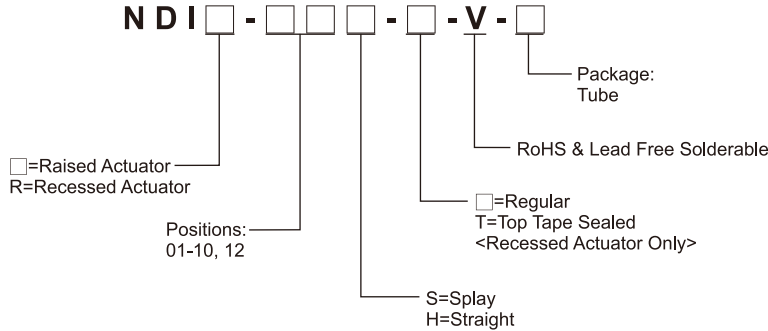 NDI□-□□□-□-V-□
Package:
Tube
RoHS & Lead Free Solderable
□=Raised Actuator
R=Recessed Actuator
□=Regular
T=Top Tape Sealed
<Recessed Actuator Only>
Positions:
01-10, 12
S=Splay
H=Straight